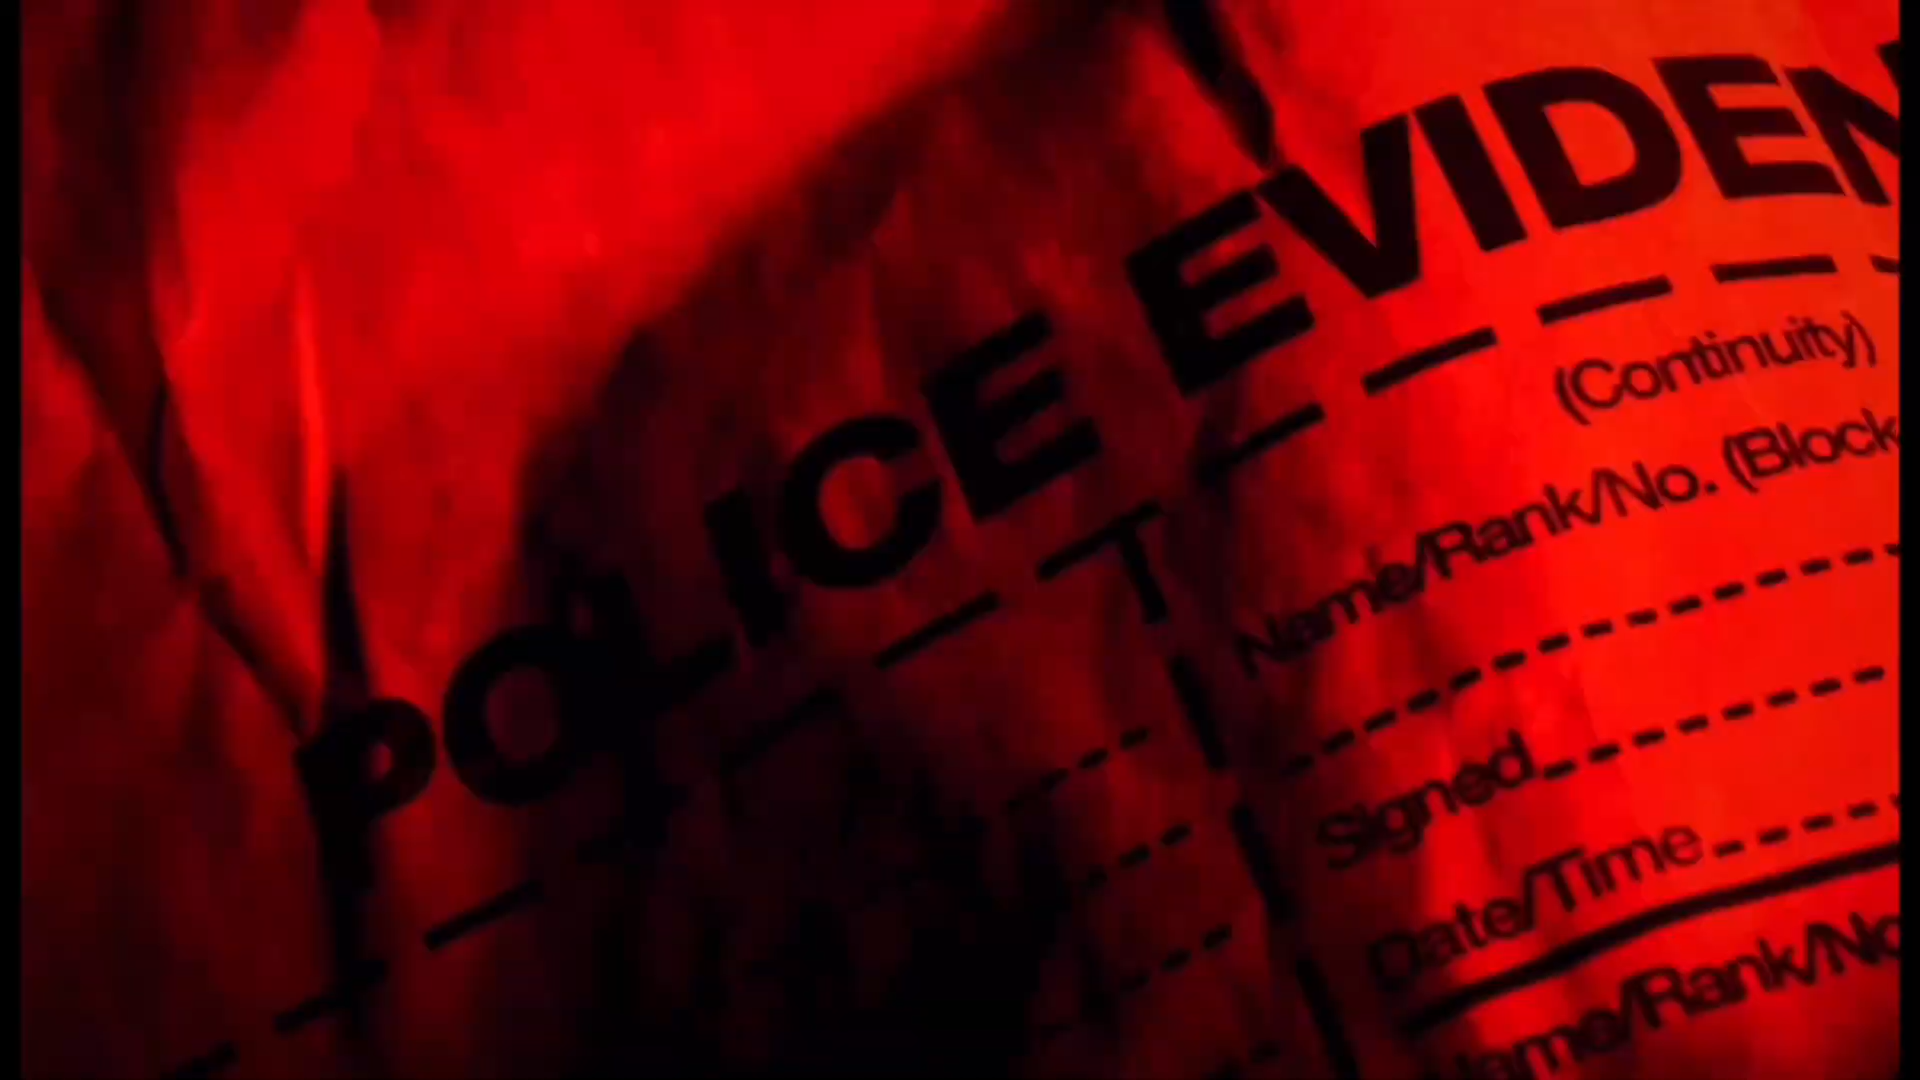 POLICE EVIDEN
(Continuity)
Name/Rank/No. (Block
Signed
Date/Time
Name/Rank/No